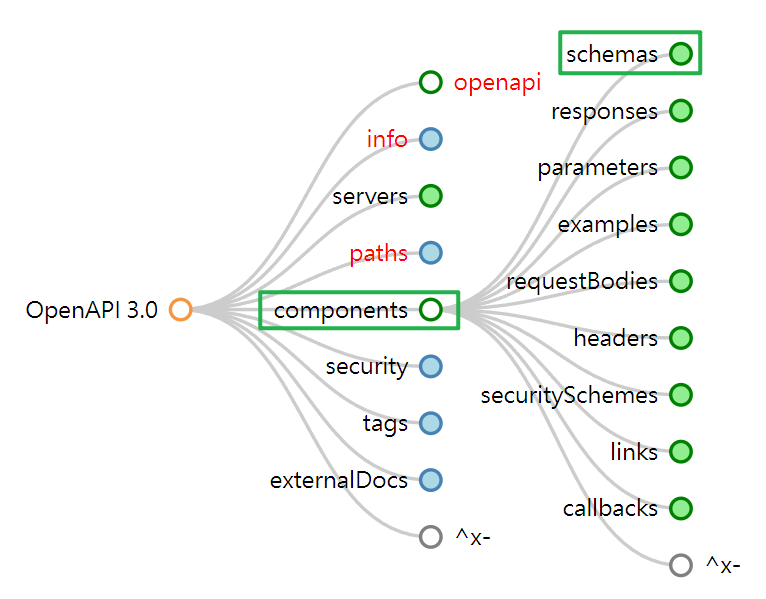 OpenAPI 3.0
openapi
info
servers
paths
components
security
tags
externalDocs
^x-
schemas
responses
parameters
examples
requestBodies
headers
securitySchemes
links
callbacks
^x-